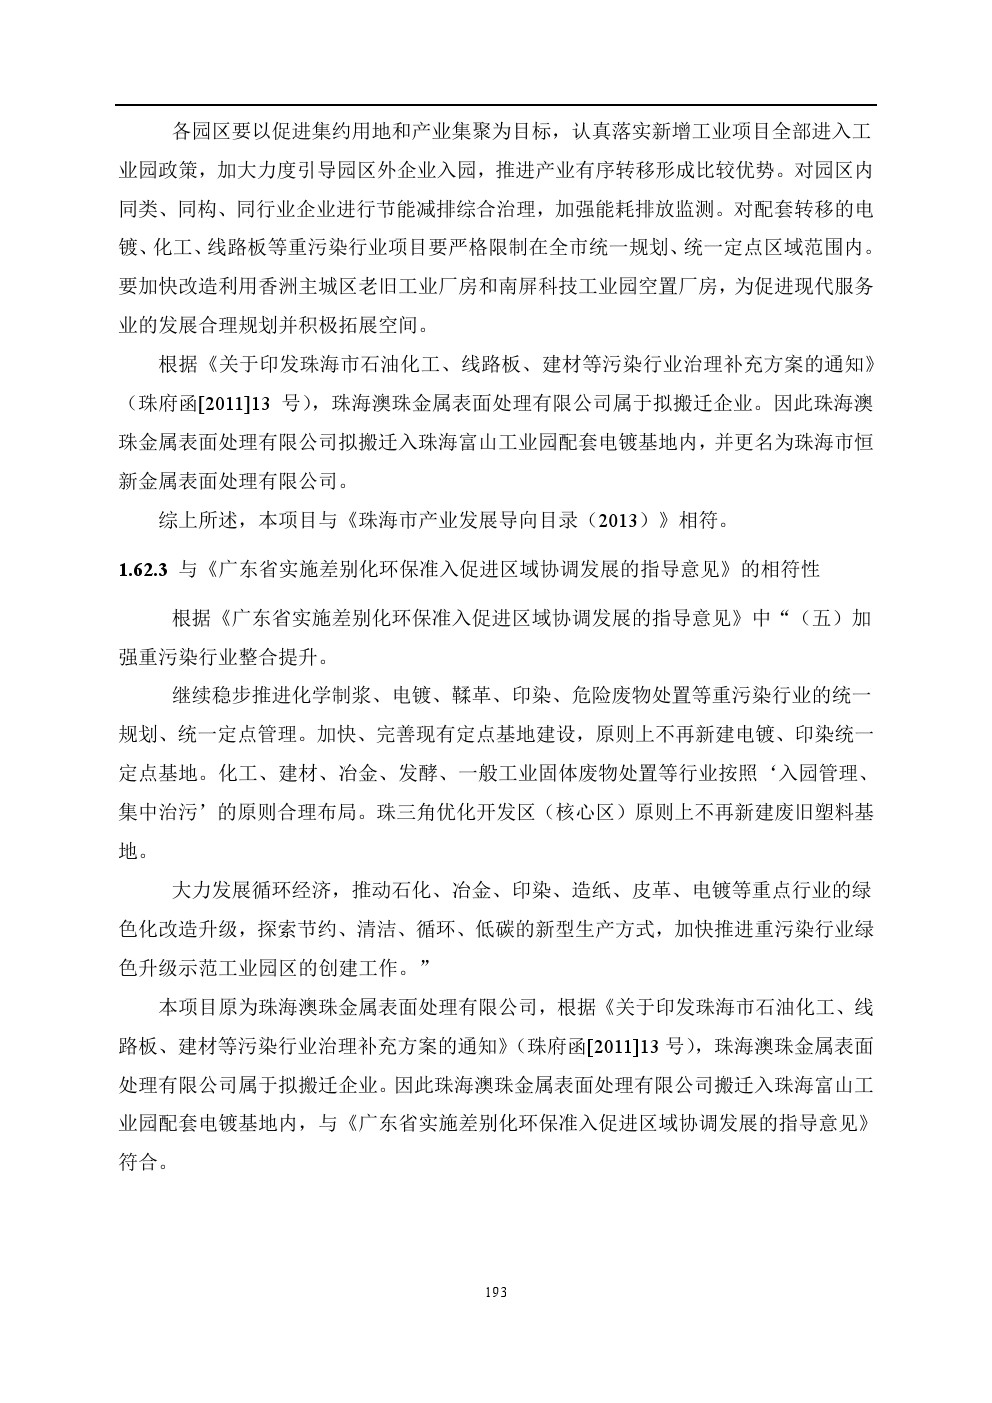 各园区要以促进集约用地和产业集聚为目标，认真落实新增工业项目全部进入工
业园政策，加大力度引导园区外企业入园，推进产业有序转移形成比较优势。对园区内
同类、同构、同行业企业进行节能减排综合治理，加强能耗排放监测。对配套转移的电
镀、化工、线路板等重污染行业项目要严格限制在全市统一规划、统一定点区域范围内。
要加快改造利用香洲主城区老旧工业厂房和南屏科技工业园空置厂房，为促进现代服务
业的发展合理规划并积极拓展空间。
根据《关于印发珠海市石油化工、线路板、建材等污染行业治理补充方案的通知》
（珠府函[2011]13 号），珠海澳珠金属表面处理有限公司属于拟搬迁企业。因此珠海澳
珠金属表面处理有限公司拟搬迁入珠海富山工业园配套电镀基地内，并更名为珠海市恒
新金属表面处理有限公司。
综上所述，本项目与《珠海市产业发展导向目录（2013）》相符。
1.62.3 与《广东省实施差别化环保准入促进区域协调发展的指导意见》的相符性
根据《广东省实施差别化环保准入促进区域协调发展的指导意见》中“（五）加
强重污染行业整合提升。
继续稳步推进化学制浆、电镀、鞣革、印染、危险废物处置等重污染行业的统一
规划、统一定点管理。加快、完善现有定点基地建设，原则上不再新建电镀、印染统一
定点基地。化工、建材、冶金、发酵、一般工业固体废物处置等行业按照‘入园管理、
集中治污’的原则合理布局。珠三角优化开发区（核心区）原则上不再新建废旧塑料基
地。
大力发展循环经济，推动石化、冶金、印染、造纸、皮革、电镀等重点行业的绿
色化改造升级，探索节约、清洁、循环、低碳的新型生产方式，加快推进重污染行业绿
色升级示范工业园区的创建工作。”
本项目原为珠海澳珠金属表面处理有限公司，根据《关于印发珠海市石油化工、线
路板、建材等污染行业治理补充方案的通知》（珠府函[2011]13 号），珠海澳珠金属表面
处理有限公司属于拟搬迁企业。因此珠海澳珠金属表面处理有限公司搬迁入珠海富山工
业园配套电镀基地内，与《广东省实施差别化环保准入促进区域协调发展的指导意见》
符合。
193